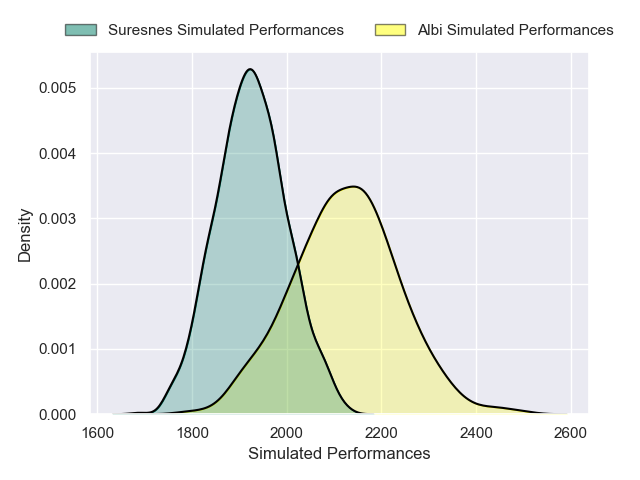 Suresnes Simulated Performances Albi Simulated Performances
0.005
0.004
0.003
0.002
0.001
0.000
Density
1600 1800 2000 2200 2400 2600
Simulated Performances